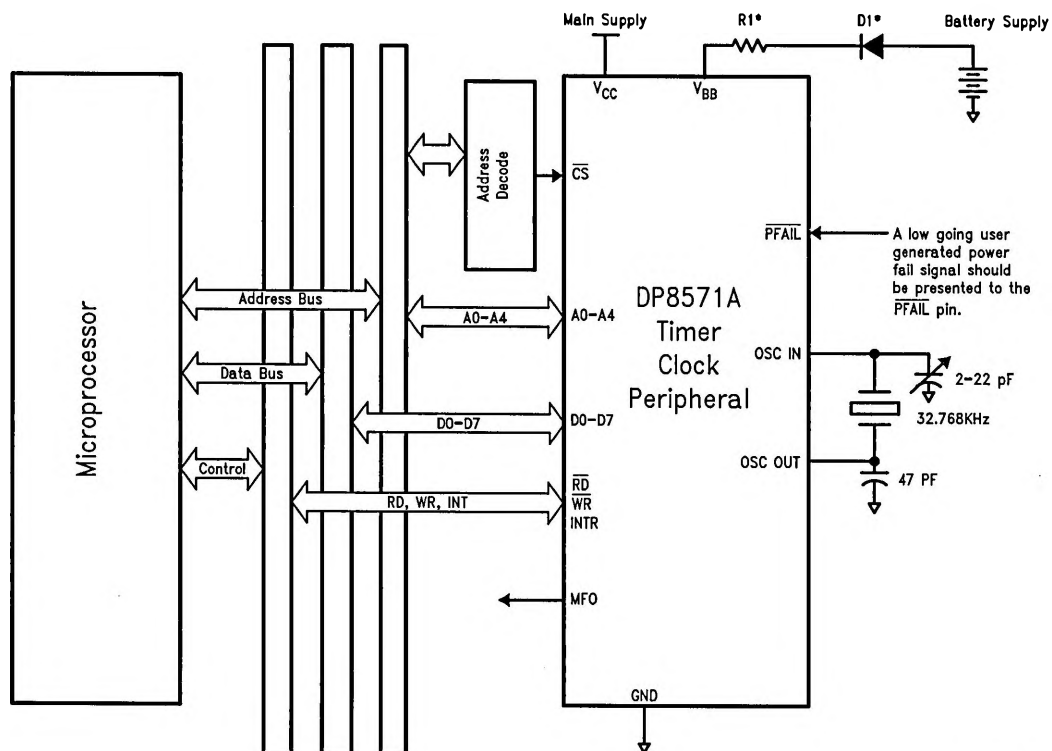 Main Supply
R1*
D1*
Battery Supply
VCC
VBB
Microprocessor
Address
Decode
CS
PFAIL
A low going user
generated power
fail signal should
be presented to the
PFAIL pin.
Address Bus
A0-A4
A0-A4
DP8571A
Timer
Clock
Peripheral
OSC IN
2-22 pF
32.768KHz
Data Bus
D0-D7
D0-D7
OSC OUT
47 PF
Control
RD, WR, INT
RD
WR
INTR
MFO
GND